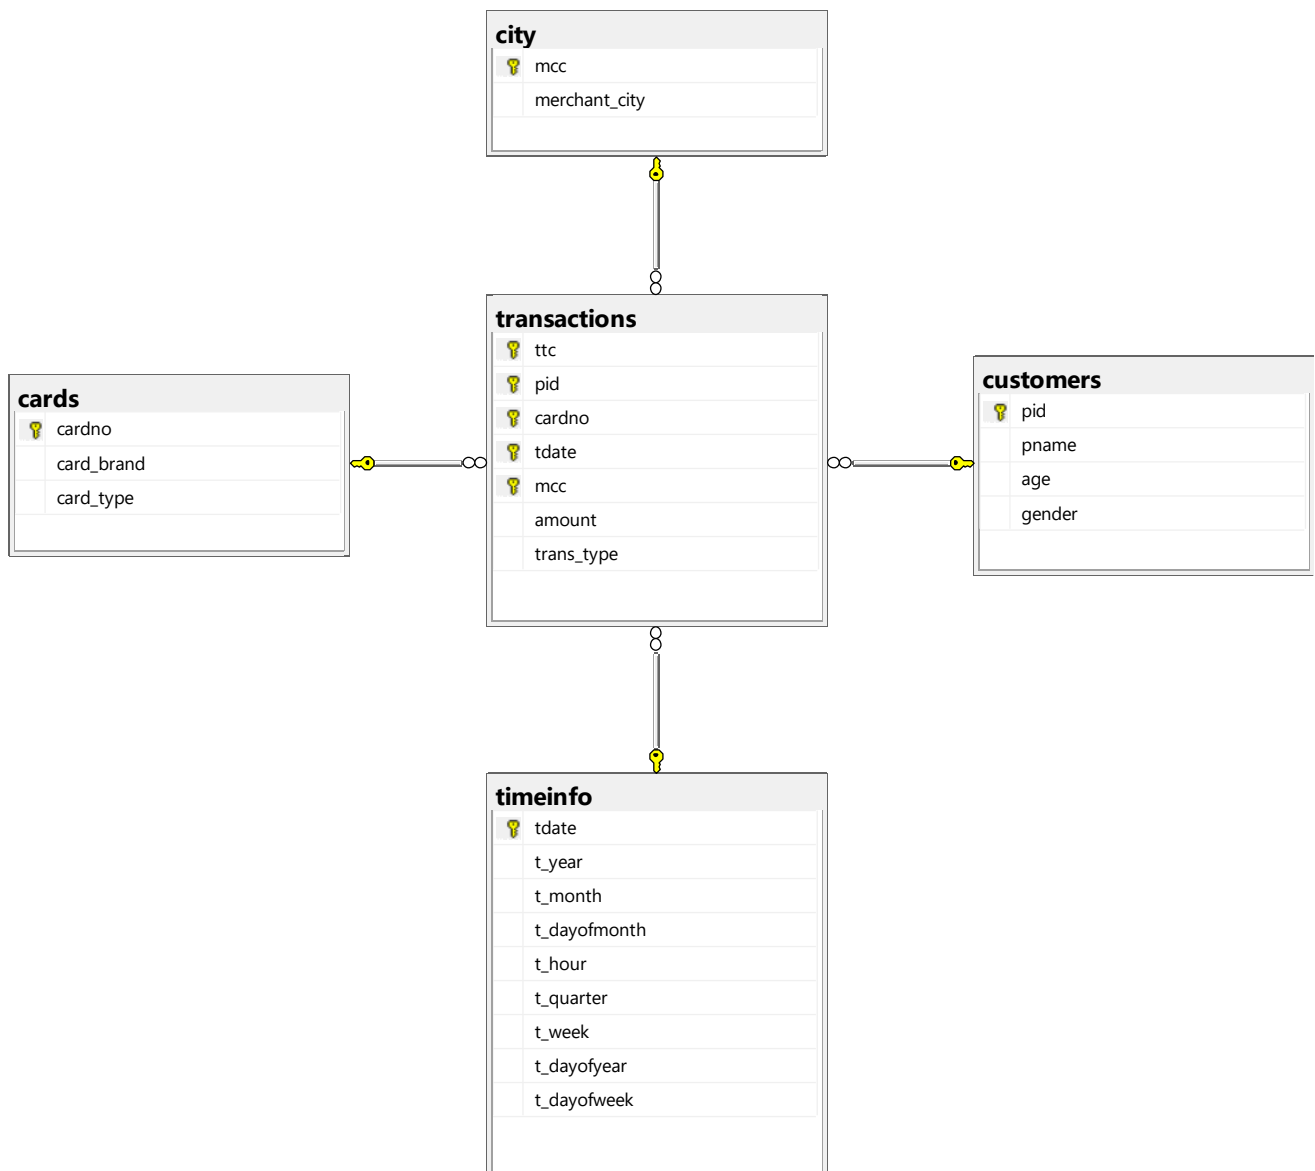 city
mcc
merchant_city
transactions
ttc
pid
cardno
tdate
mcc
amount
trans_type
cards
cardno
card_brand
card_type
customers
pid
pname
age
gender
timeinfo
tdate
t_year
t_month
t_dayofmonth
t_hour
t_quarter
t_week
t_dayofyear
t_dayofweek